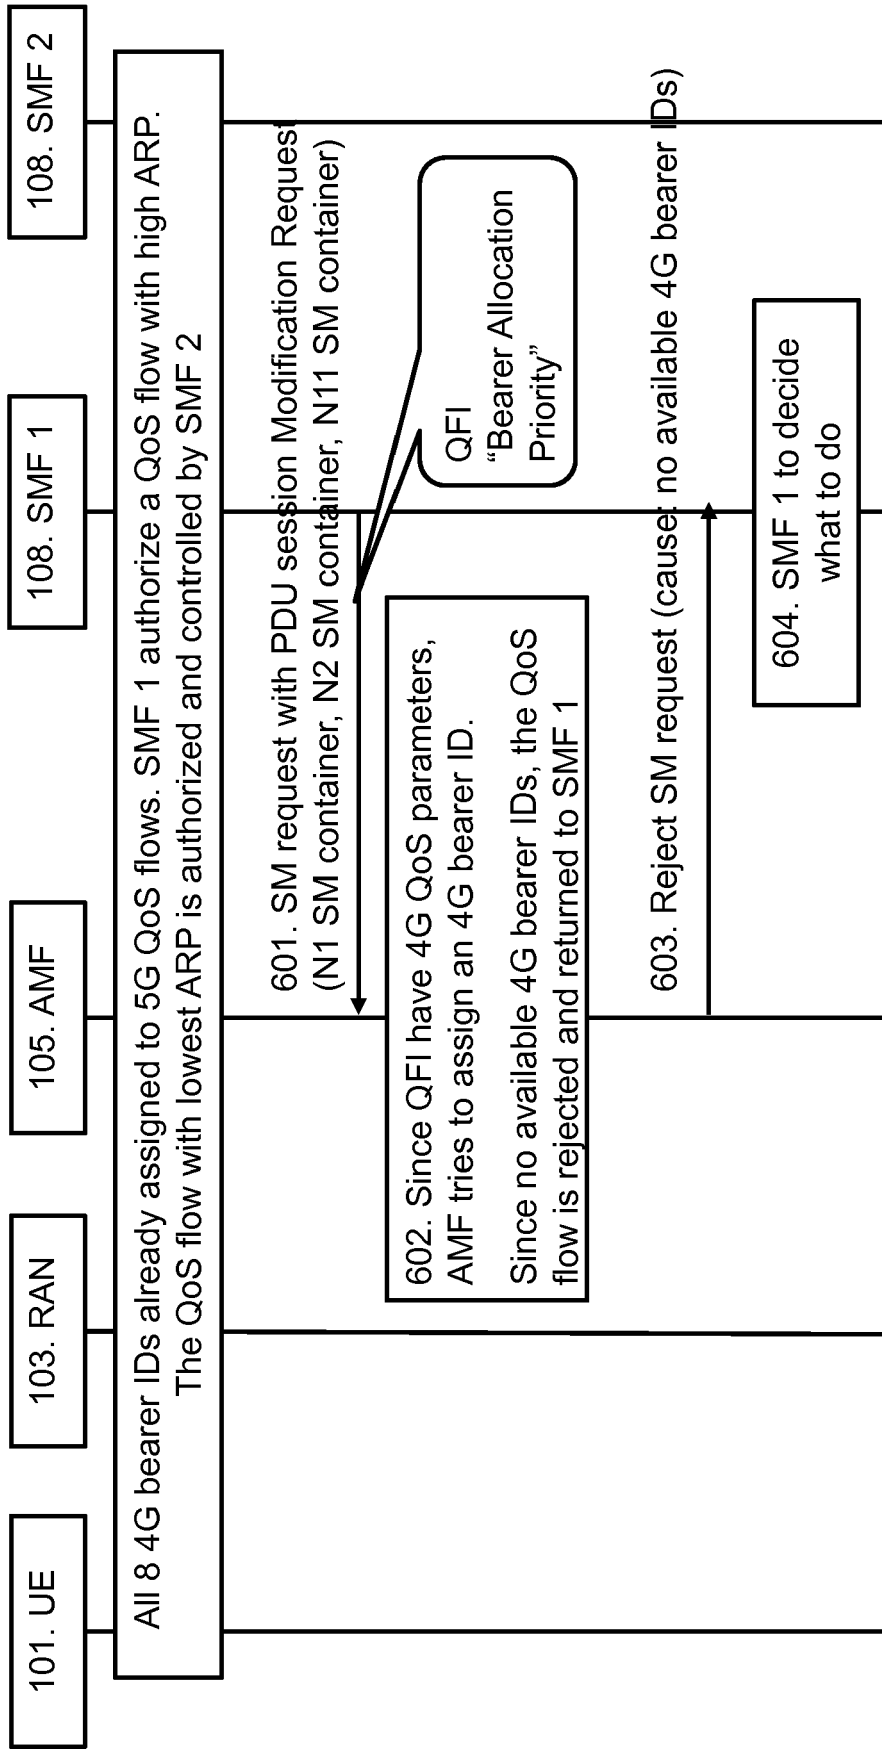 101. UE
103. RAN
105. AMF
108. SMF 1
108. SMF 2
All 8 4G bearer IDs already assigned to 5G QoS flows. SMF 1 authorize a QoS flow with high ARP.
The QoS flow with lowest ARP is authorized and controlled by SMF 2
601. SM request with PDU session Modification Request
(N1 SM container, N2 SM container, N11 SM container)
QFI
“Bearer Allocation
Priority”
602. Since QFI have 4G QoS parameters,
AMF tries to assign an 4G bearer ID.
Since no available 4G bearer IDs, the QoS
flow is rejected and returned to SMF 1
603. Reject SM request (cause: no available 4G bearer IDs)
604. SMF 1 to decide
what to do